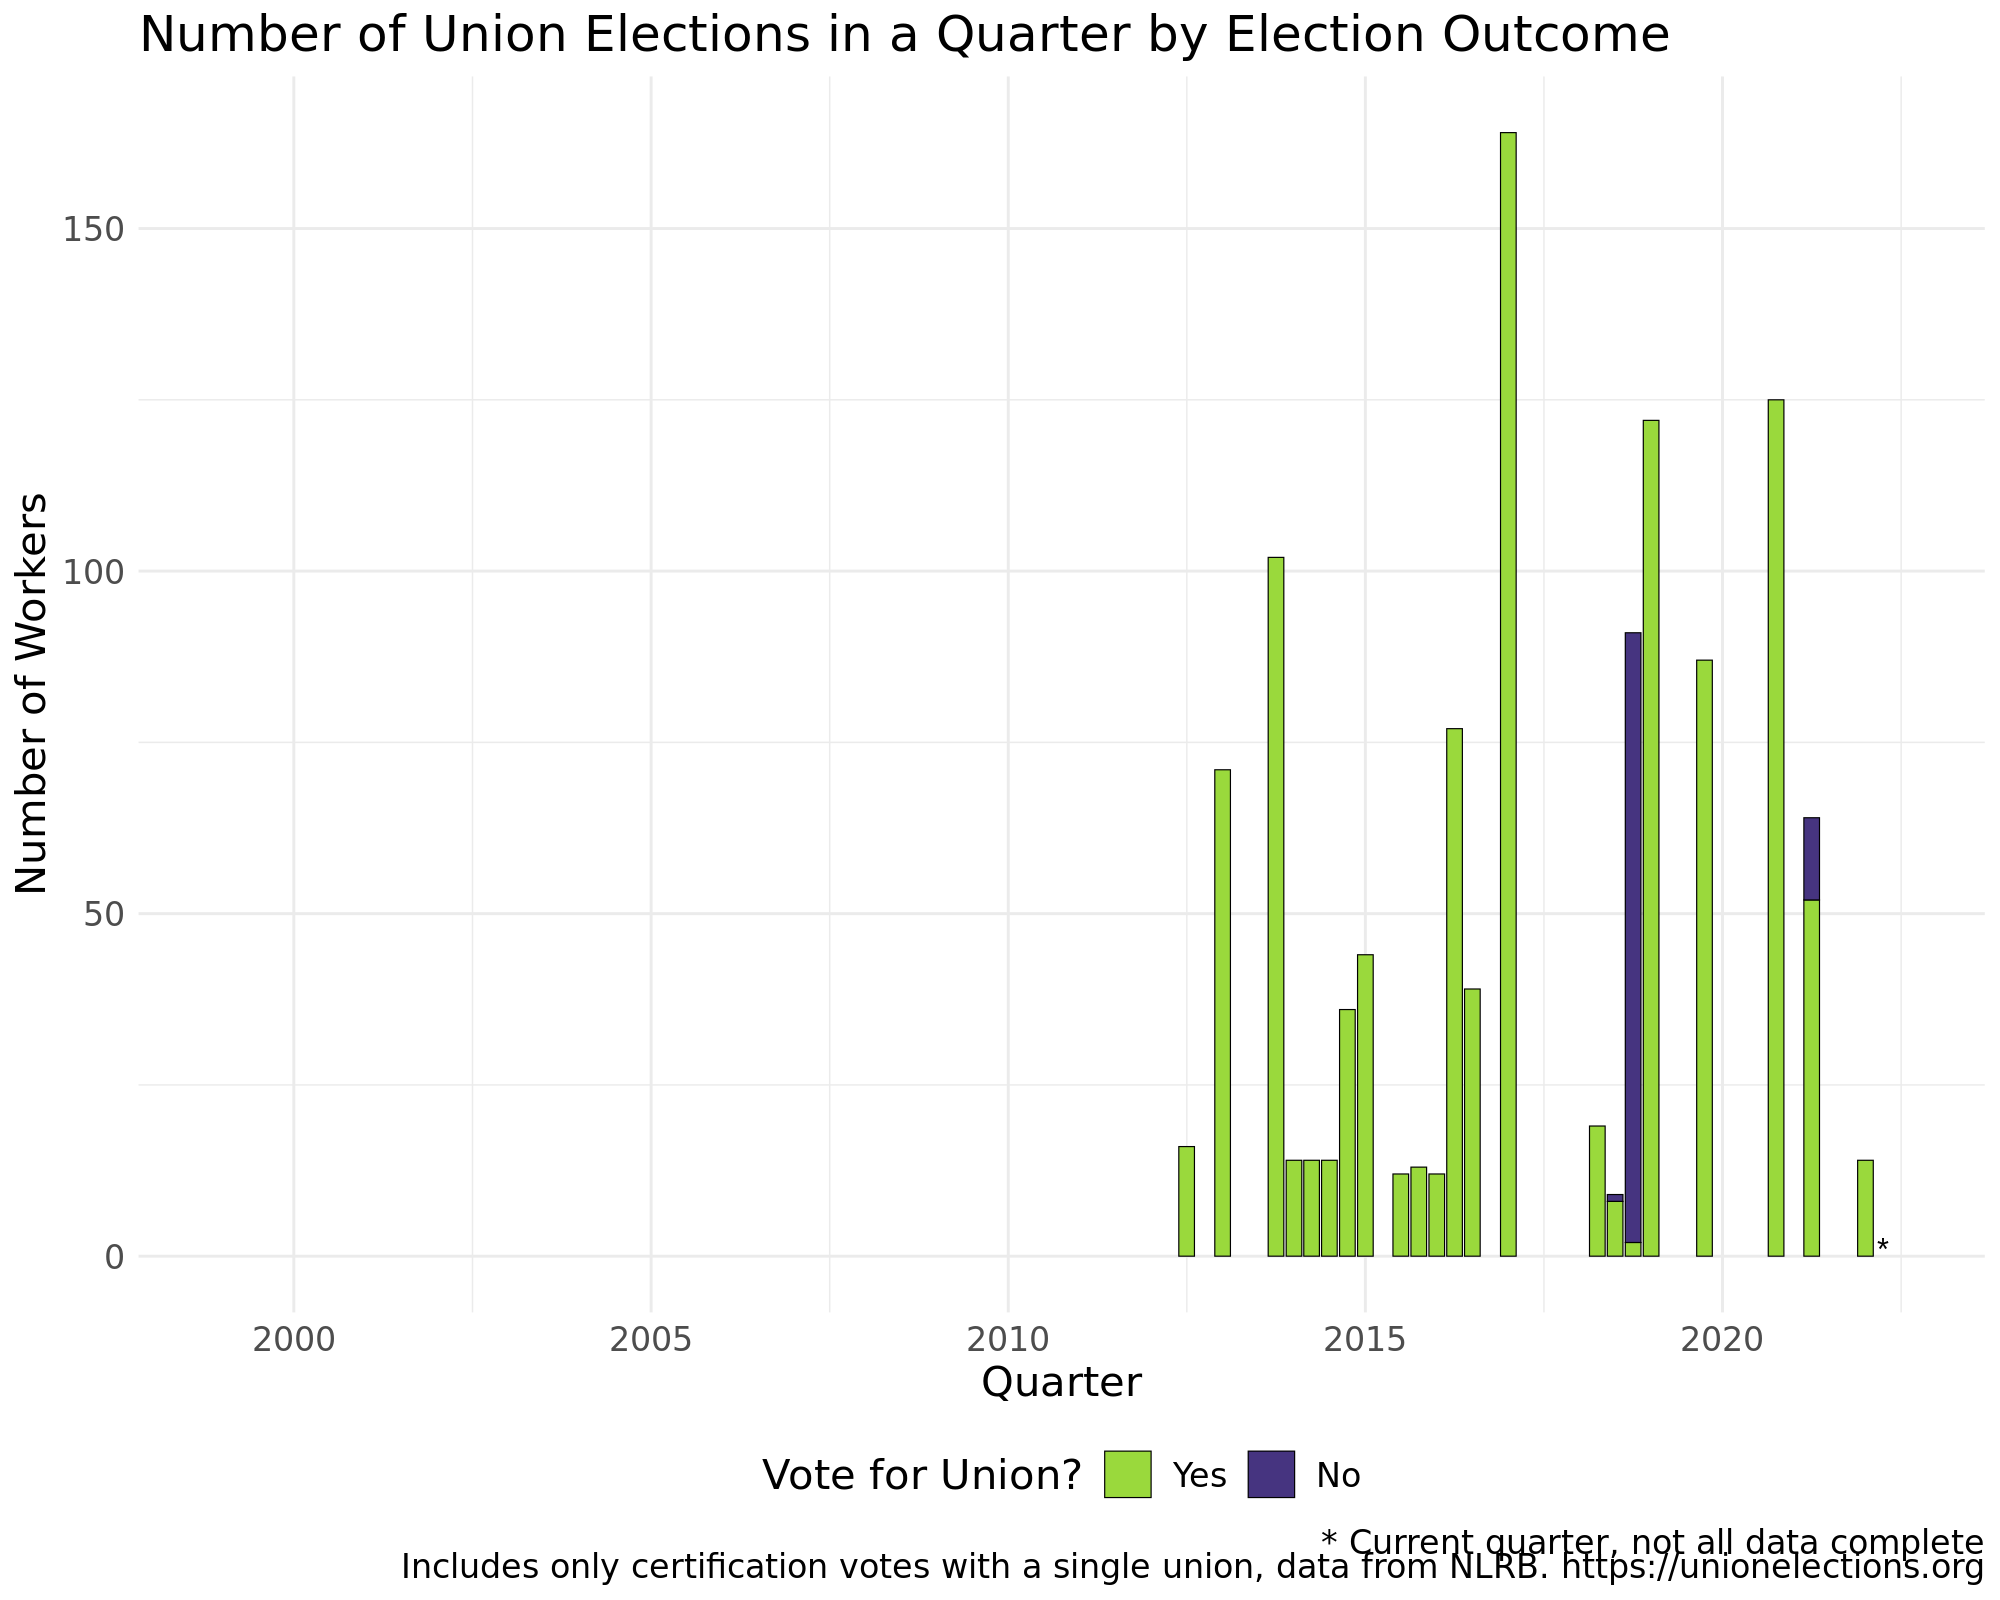 Number of Union Elections in a Quarter by Election Outcome
Number of Workers
150
100
50
0
*
2000 2005 2010 2015 2020
Quarter
Vote for Union? Yes No
* Current quarter, not all data complete
Includes only certification votes with a single union, data from NLRB. https://unionelections.org